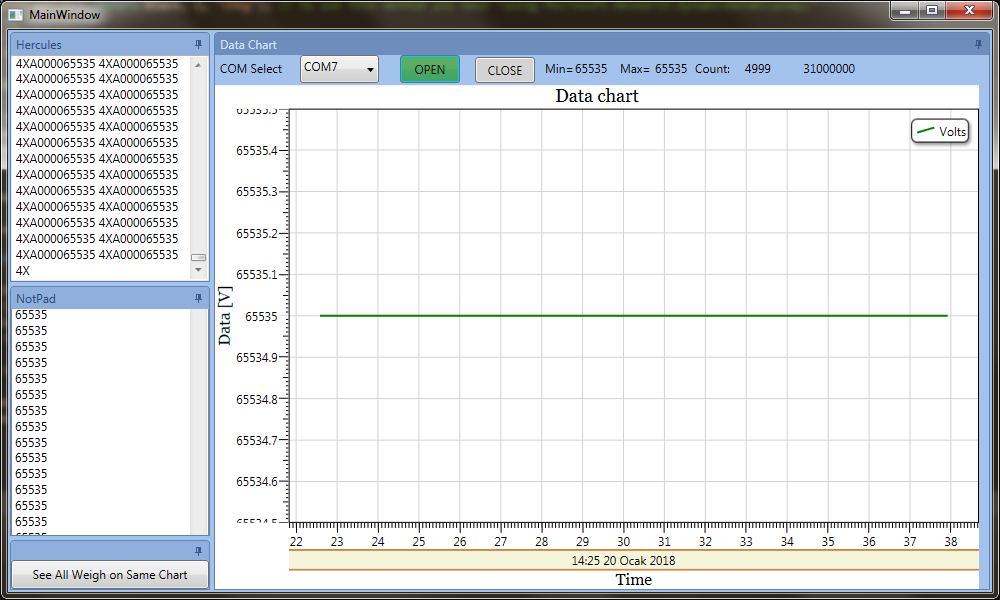 MainWindow
Hercules
4XA000065535 4XA000065535
4XA000065535 4XA000065535
4XA000065535 4XA000065535
4XA000065535 4XA000065535
4XA000065535 4XA000065535
4XA000065535 4XA000065535
4XA000065535 4XA000065535
4XA000065535 4XA000065535
4XA000065535 4XA000065535
4XA000065535 4XA000065535
4XA000065535 4XA000065535
4XA000065535 4XA000065535
4XA000065535 4XA000065535
4X
NotPad
65535
65535
65535
65535
65535
65535
65535
65535
65535
65535
65535
65535
65535
65535
See All Weigh on Same Chart
Data Chart
COM Select COM7 OPEN CLOSE Min= 65535 Max= 65535 Count: 4999 31000000
Data chart
Volts
Data [V]
65535.5
65535.4
65535.3
65535.2
65535.1
65535
65534.9
65534.8
65534.7
65534.6
65534.5
22 23 24 25 26 27 28 29 30 31 32 33 34 35 36 37 38
14:25 20 Ocak 2018
Time